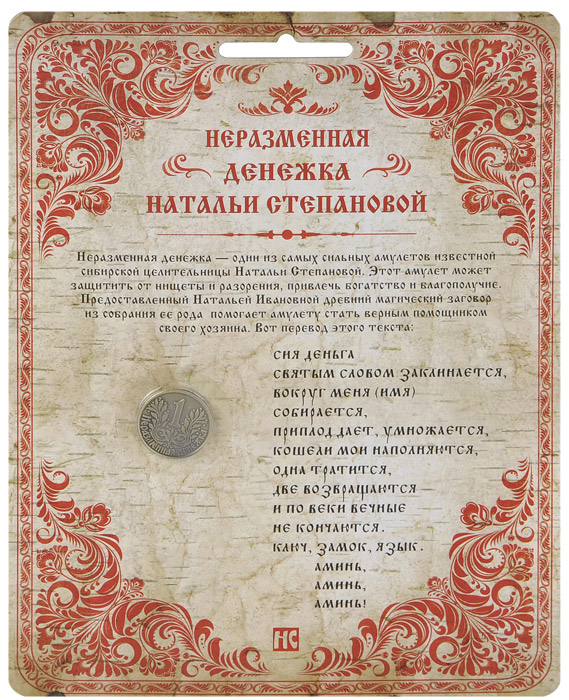 НЕРАЗМЕННАЯ
ДЕНЕЖКА
НАТАЛЬИ СТЕПАНОВОЙ
Неразменная денежка — один из самых сильных амулетов известной
сибирской целительницы Натальи Степановой. Этот амулет может
защитить от нищеты и разорения, привлечь богатство и благополучие.
Предоставленный Натальей Ивановной древний магический заговор
из собрания ее рода помогает амулету стать верным помощником
своего хозяина. Вот перевод этого текста:
СИЯ ДЕНЬГА
СВЯТЫМ СЛОВОМ ЗАКЛИНАЕТСЯ,
ВОКРУГ МЕНЯ (ИМЯ)
СОБИРАЕТСЯ,
ПРИПЛОД ДАЕТ, УМНОЖАЕТСЯ,
КОШЕЛИ МОИ НАПОЛНЯЮТСЯ,
ОДНА ТРАТИТСЯ,
ДВЕ ВОЗВРАЩАЮТСЯ
И ПО ВЕКИ ВЕЧНЫЕ
НЕ КОНЧАЮТСЯ.
КЛЮЧ, ЗАМОК, ЯЗЫК.
АМИНЬ,
АМИНЬ,
АМИНЬ!
1
НС